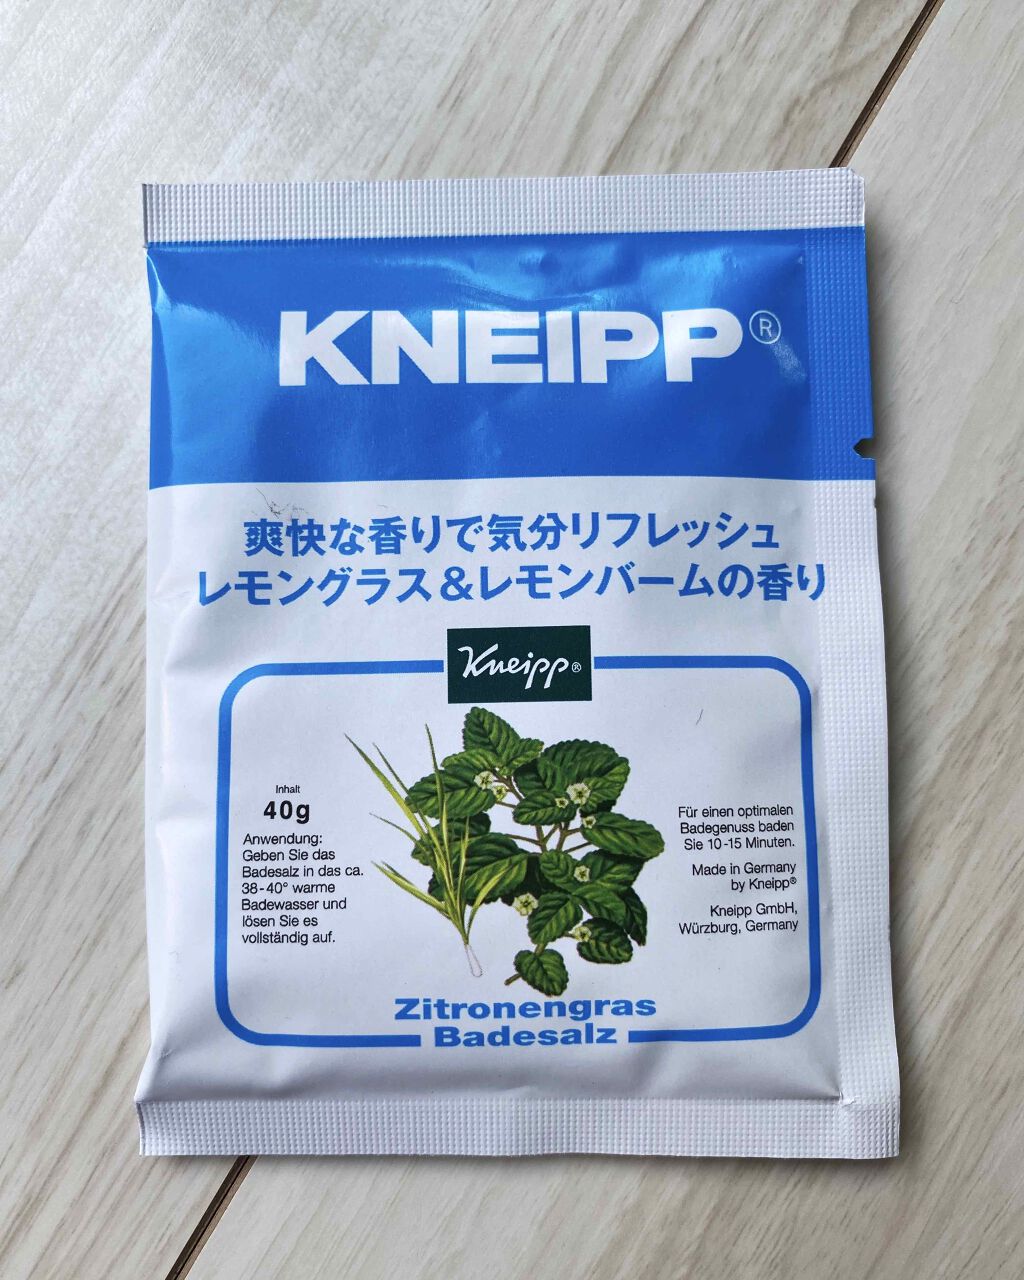 KNEIPP®
爽快な香りで気分リフレッシュ
レモングラス&レモンバームの香り
Kneipp®
Inhalt
40g
Anwendung:
Geben Sie das
Badesalz in das ca.
38-40° warme
Badewasser und
lösen Sie es
vollständig auf.
Für einen optimalen
Badegenuss baden
Sie 10-15 Minuten.
Made in Germany
by Kneipp®
Kneipp GmbH,
Würzburg, Germany
Zitronengras
Badesalz